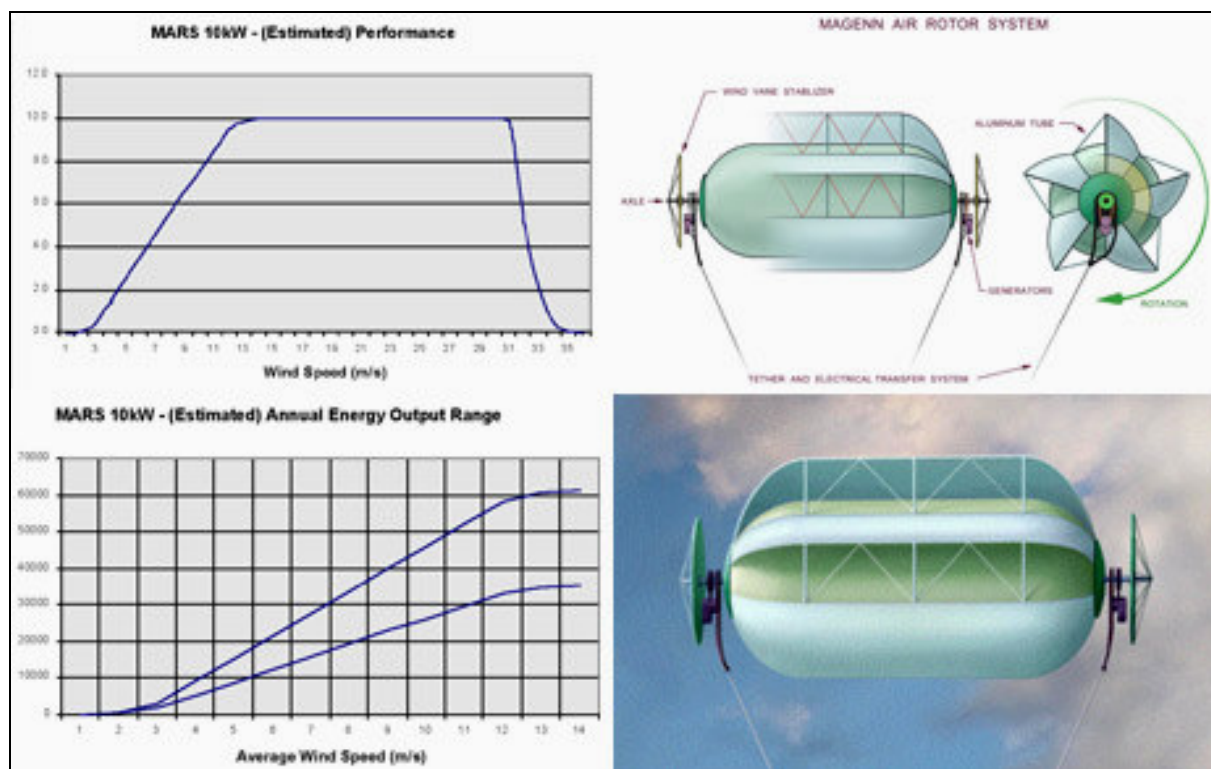 MARS 10kW - (Estimated) Performance
12.0
10.0
8.0
6.0
4.0
2.0
0.0
1 3 5 7 9 11 13 15 17 19 21 23 25 27 29 31 33 35
Wind Speed (m/s)
MAGENN AIR ROTOR SYSTEM
WIND VANE STABLIZER
ALUMINUM TUBE
AXLE
GENERATORS
ROTATION
TETHER AND ELECTRICAL TRANSFER SYSTEM
MARS 10kW - (Estimated) Annual Energy Output Range
70000
60000
50000
40000
30000
20000
10000
0
1 2 3 4 5 6 7 8 9 10 11 12 13 14
Average Wind Speed (m/s)